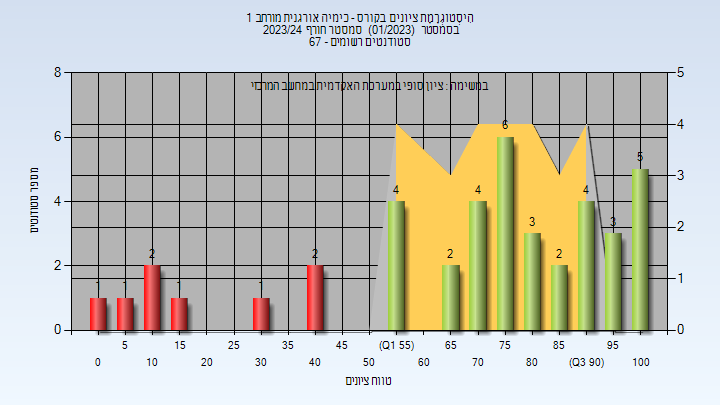 היסטוגרמת ציונים בקורס - כימיה אורגנית מורחב 1
בסמסטר (01/2023) סמסטר חורף 2023/24
סטודנטים רשומים - 67
במשימה : ציון סופי במערכת האקדמית במחשב המרכזי
8 6 4 2 0
5 4 3 2 1 0
מספר סטודנטים
1 1 2 1 1 2 4 2 4 6 3 2 4 3 5
5 15 25 35 45 (Q1 55) 65 75 85 95
0 10 20 30 40 50 60 70 80 (Q3 90) 100
טווח ציונים